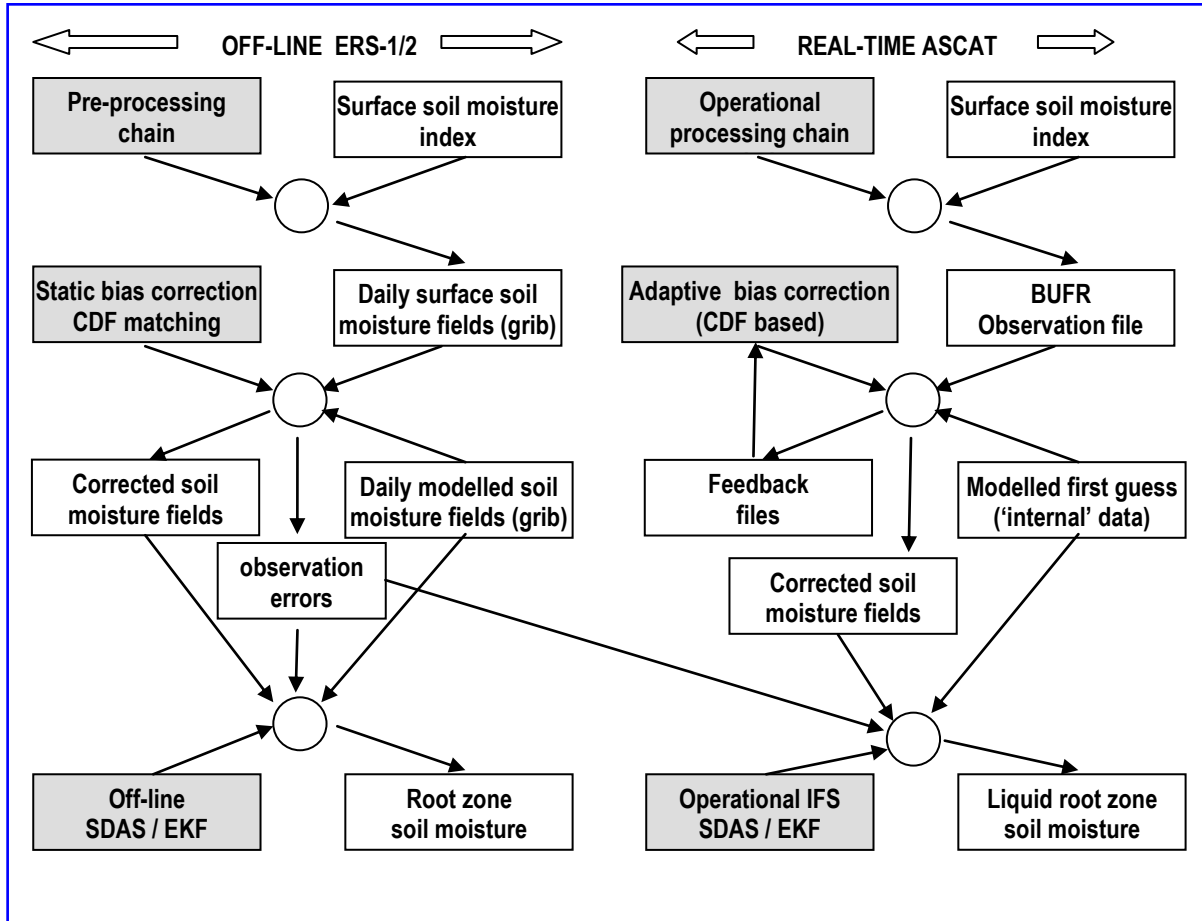 OFF-LINE ERS-1/2
REAL-TIME ASCAT
Pre-processing
chain
Surface soil moisture
index
Operational
processing chain
Surface soil moisture
index
Static bias correction
CDF matching
Daily surface soil
moisture fields (grib)
Adaptive bias correction
(CDF based)
BUFR
Observation file
Corrected soil
moisture fields
Daily modelled soil
moisture fields (grib)
Feedback
files
Modelled first guess
(‘internal’ data)
observation
errors
Corrected soil
moisture fields
Off-line
SDAS / EKF
Root zone
soil moisture
Operational IFS
SDAS / EKF
Liquid root zone
soil moisture